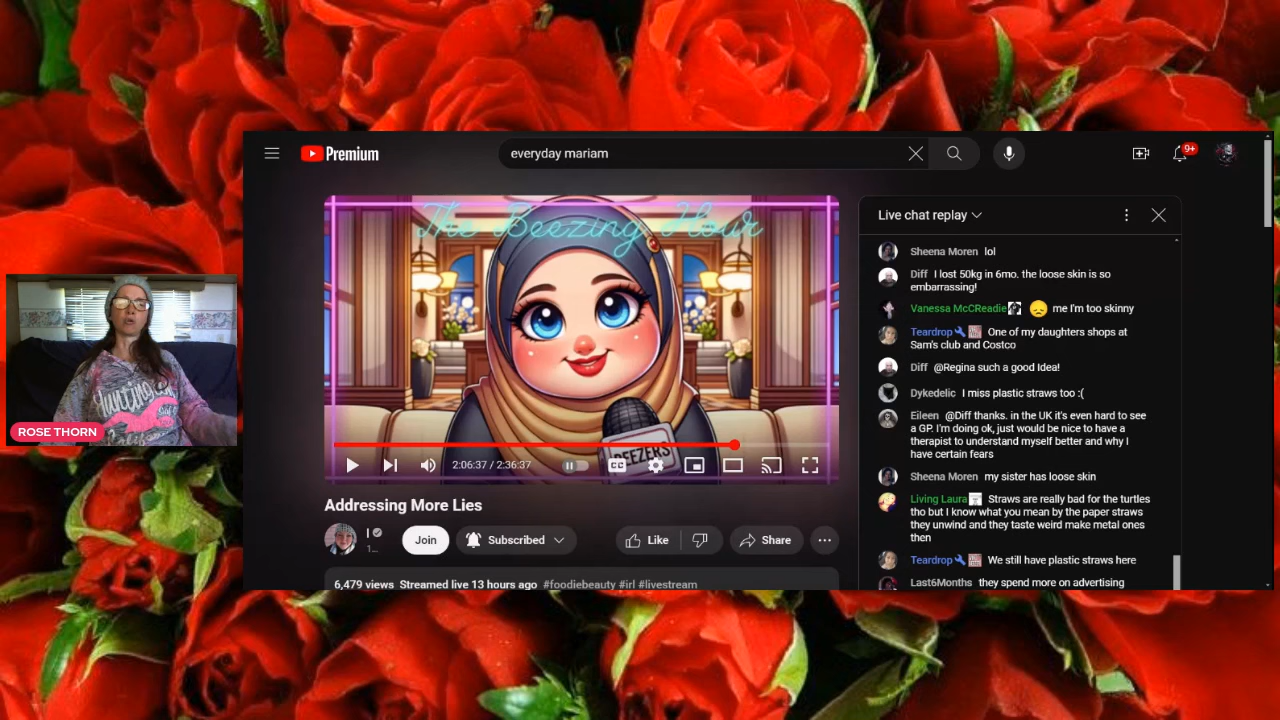 Premium
everyday mariam
9+
The Beezing Hour
BEEZERS
2:06:37 / 2:36:37
CC
Addressing More Lies
I
1...
Join
Subscribed
Like
Share
6,479 views Streamed live 13 hours ago #foodiebeauty #irl #livestream
Live chat replay
Sheena Moren lol
Diff I lost 50kg in 6mo. the loose skin is so
embarrassing!
Vanessa McCReadie me I'm too skinny
Teardrop One of my daughters shops at
Sam's club and Costco
Diff @Regina such a good Idea!
Dykedelic I miss plastic straws too :(
Eileen @Diff thanks. in the UK it's even hard to see
a GP. I'm doing ok, just would be nice to have a
therapist to understand myself better and why I
have certain fears
Sheena Moren my sister has loose skin
Living Laura Straws are really bad for the turtles
tho but I know what you mean by the paper straws
they unwind and they taste weird make metal ones
then
Teardrop We still have plastic straws here
Last6Months they spend more on advertising
ROSE THORN